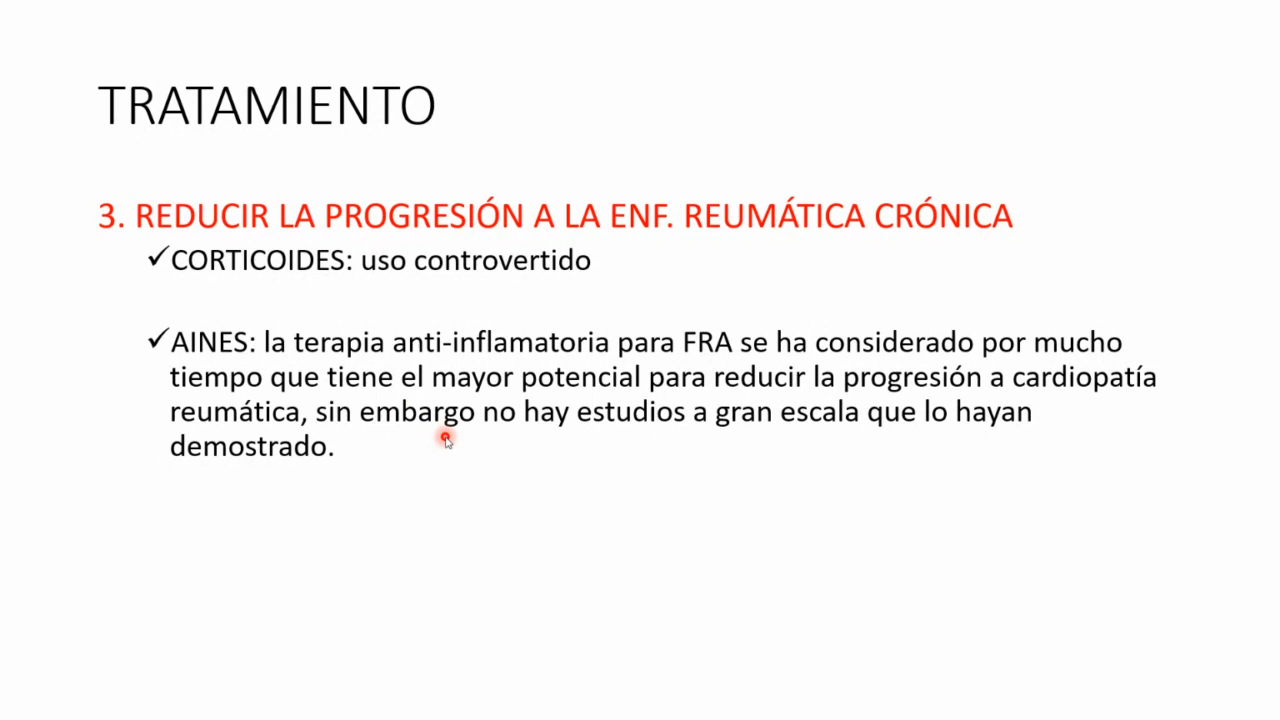 TRATAMIENTO
3. REDUCIR LA PROGRESIÓN A LA ENF. REUMÁTICA CRÓNICA
✓CORTICOIDES: uso controvertido
✓AINES: la terapia anti-inflamatoria para FRA se ha considerado por mucho
tiempo que tiene el mayor potencial para reducir la progresión a cardiopatía
reumática, sin embargo no hay estudios a gran escala que lo hayan
demostrado.